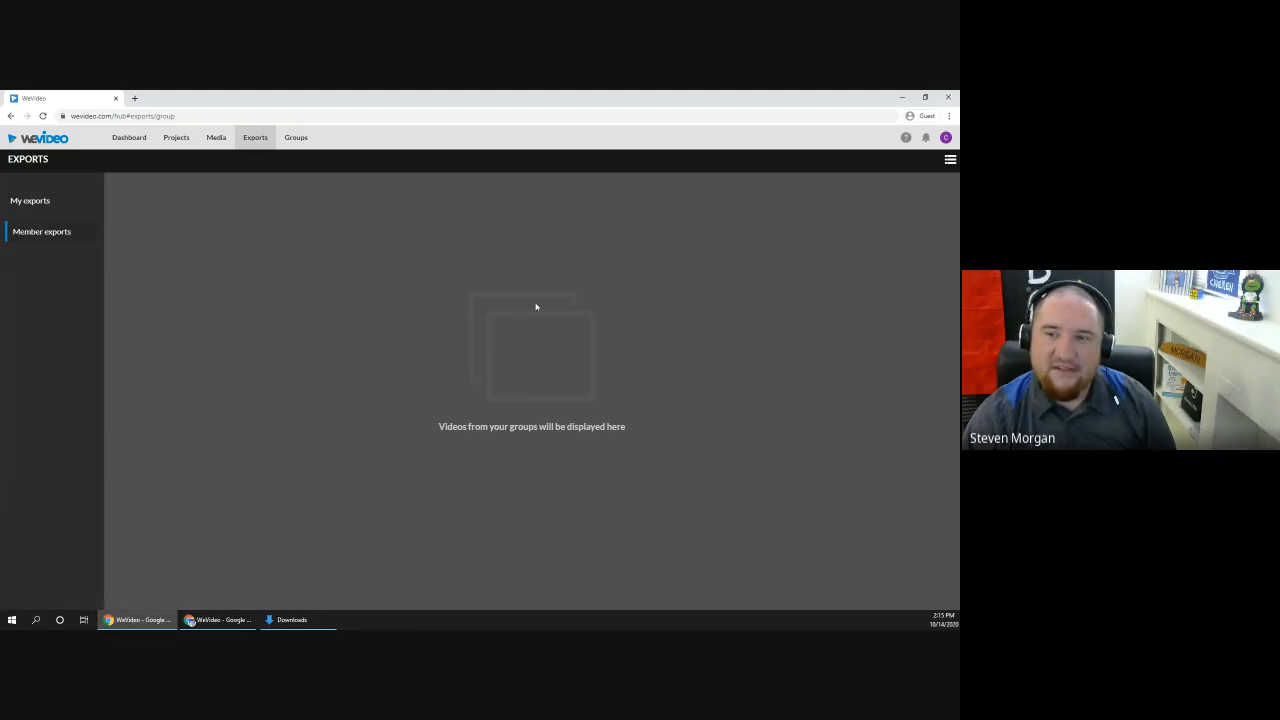 WeVideo
wevideo.com/hub#exports/group
Guest
WEVIDEO
Dashboard
Projects
Media
Exports
Groups
?
C
EXPORTS
My exports
Member exports
Videos from your groups will be displayed here
WeVideo - Google ...
WeVideo - Google ...
Downloads
2:15 PM
10/14/2020
CHICKEN
MORGAN
Steven Morgan